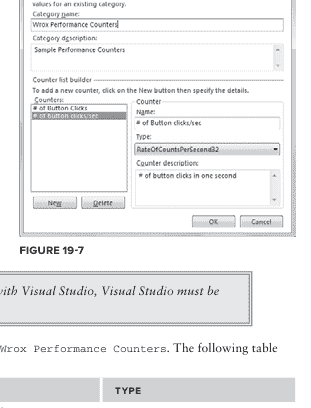 values for an existing category.
Category name:
Wrox Performance Counters
Category description:
Sample Performance Counters
Counter list builder
To add a new counter, click on the New button then specify the details.
Counters:
# of Button Clicks
# of Button clicks/sec
Counter
Name:
# of Button clicks/sec
Type:
RateOfCountsPerSecond32
Counter description:
# of button clicks in one second
New
Delete
OK
Cancel
FIGURE 19-7
with Visual Studio, Visual Studio must be
Wrox Performance Counters. The following table
TYPE